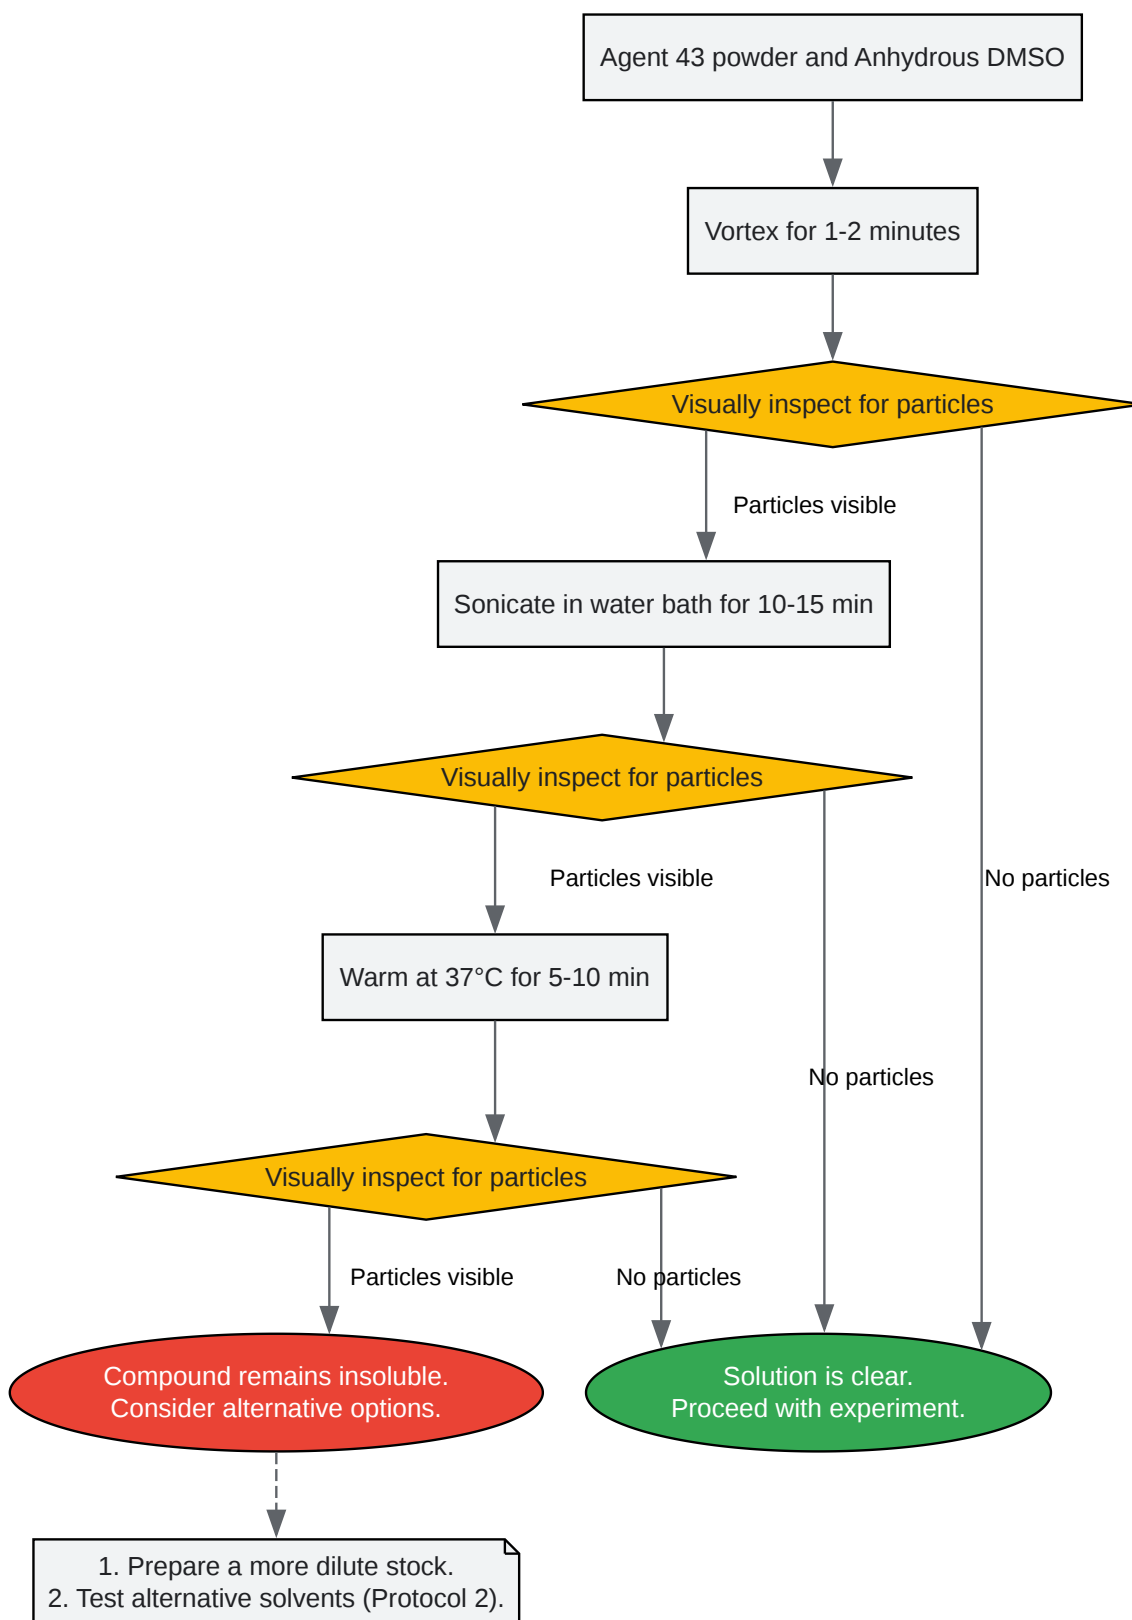 Agent 43 powder and Anhydrous DMSO
Vortex for 1-2 minutes
Visually inspect for particles
Particles visible
Sonicate in water bath for 10-15 min
Visually inspect for particles
Particles visible
No particles
Warm at 37°C for 5-10 min
No particles
Visually inspect for particles
Particles visible
No particles
Compound remains insoluble.
Consider alternative options.
Solution is clear.
Proceed with experiment.
1. Prepare a more dilute stock.
2. Test alternative solvents (Protocol 2).